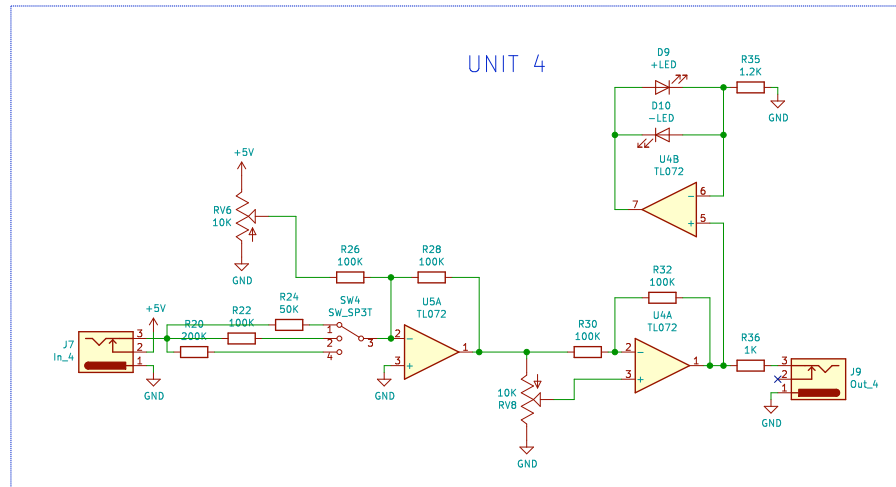 UNIT 4
D9
+LED
R35
1.2K
D10
-LED
GND
U4B
TL072
7
6
5
+5V
RV6
10K
GND
R26
100K
R28
100K
R32
100K
+5V
R24
50K
SW4
SW_SP3T
U5A
TL072
U4A
TL072
R20
200K
R22
100K
R30
100K
R36
1K
J7
In_4
3
2
1
1
2
4
3
2
3
1
2
3
1
3
2
1
J9
Out_4
10K
RV8
GND
GND
GND
GND